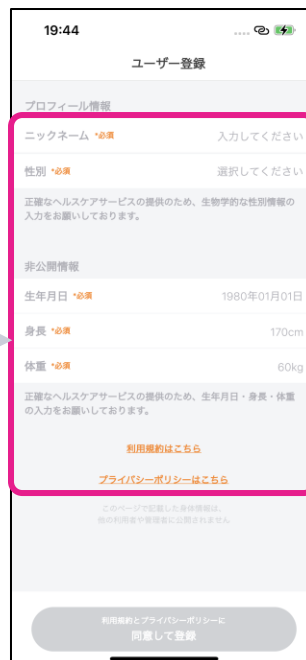 19:44
ユーザー登録
プロフィール情報
ニックネーム *必須 入力してください
性別 *必須 選択してください
正確なヘルスケアサービスの提供のため、生物学的な性別情報の
入力をお願いしております。
非公開情報
生年月日 *必須 1980年01月01日
身長 *必須 170cm
体重 *必須 60kg
正確なヘルスケアサービスの提供のため、生年月日・身長・体重
の入力をお願いしております。
利用規約はこちら
プライバシーポリシーはこちら
このページで記載した身体情報は、
他の利用者や管理者に公開されません
利用規約とプライバシーポリシーに
同意して登録